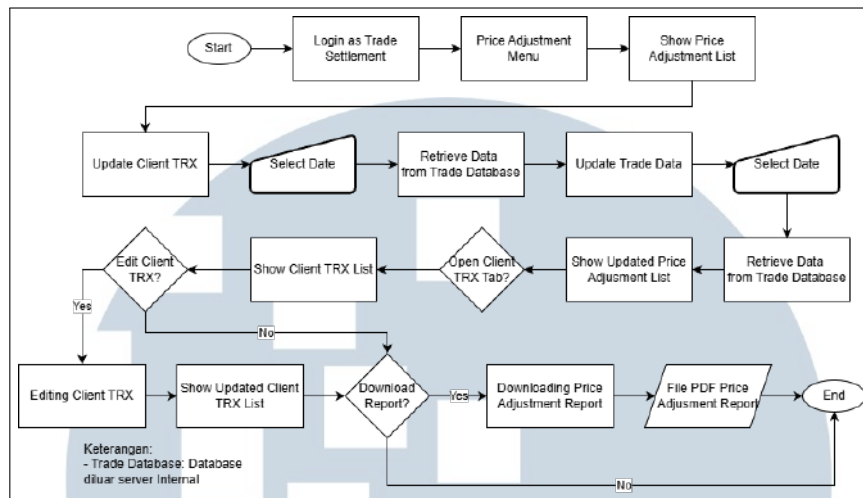 Start
Login as Trade
Settlement
Price Adjustment
Menu
Show Price
Adjustment List
Update Client TRX
Select Date
Retrieve Data
from Trade Database
Update Trade Data
Select Date
Edit Client
TRX?
Show Client TRX List
Open Client
TRX Tab?
Show Updated Price
Adjusment List
Retrieve Data
from Trade Database
Yes
No
Editing Client TRX
Show Updated Client
TRX List
Download
Report?
Yes
Downloading Price
Adjustment Report
File PDF Price
Adjusment Report
End
Keterangan:
- Trade Database: Database
diluar server Internal
No